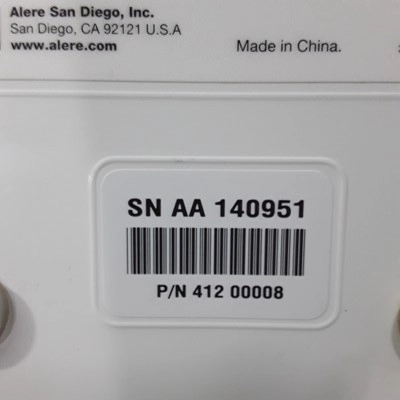 Alere San Diego, Inc.
San Diego, CA 92121 U.S.A
www.alere.com
Made in China.
SN AA 140951
P/N 412 00008